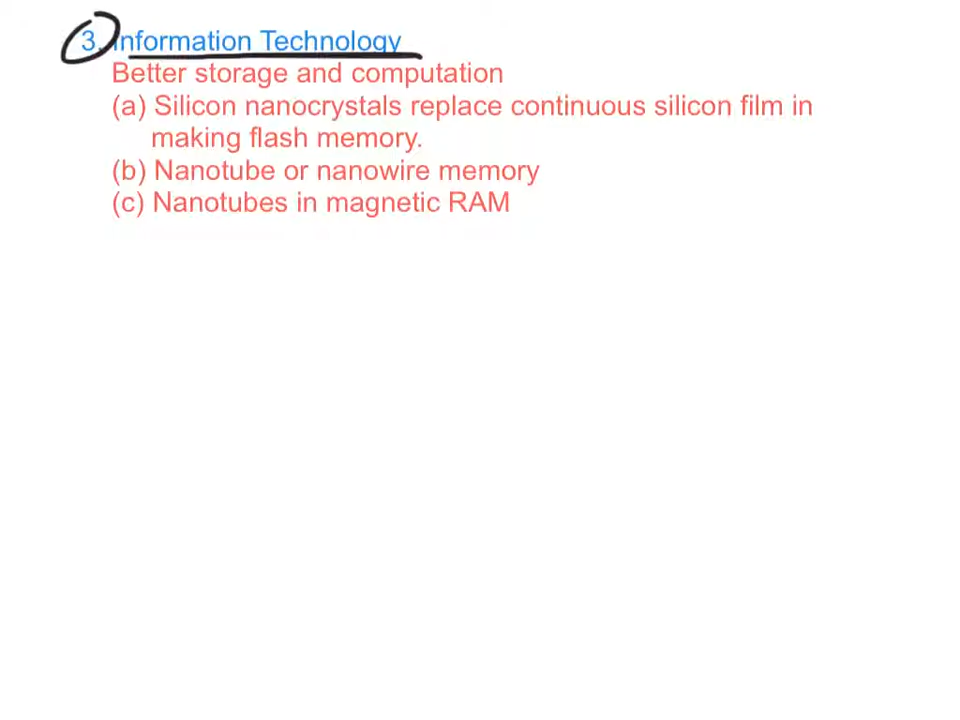 3. Information Technology
Better storage and computation
(a) Silicon nanocrystals replace continuous silicon film in
making flash memory.
(b) Nanotube or nanowire memory
(c) Nanotubes in magnetic RAM